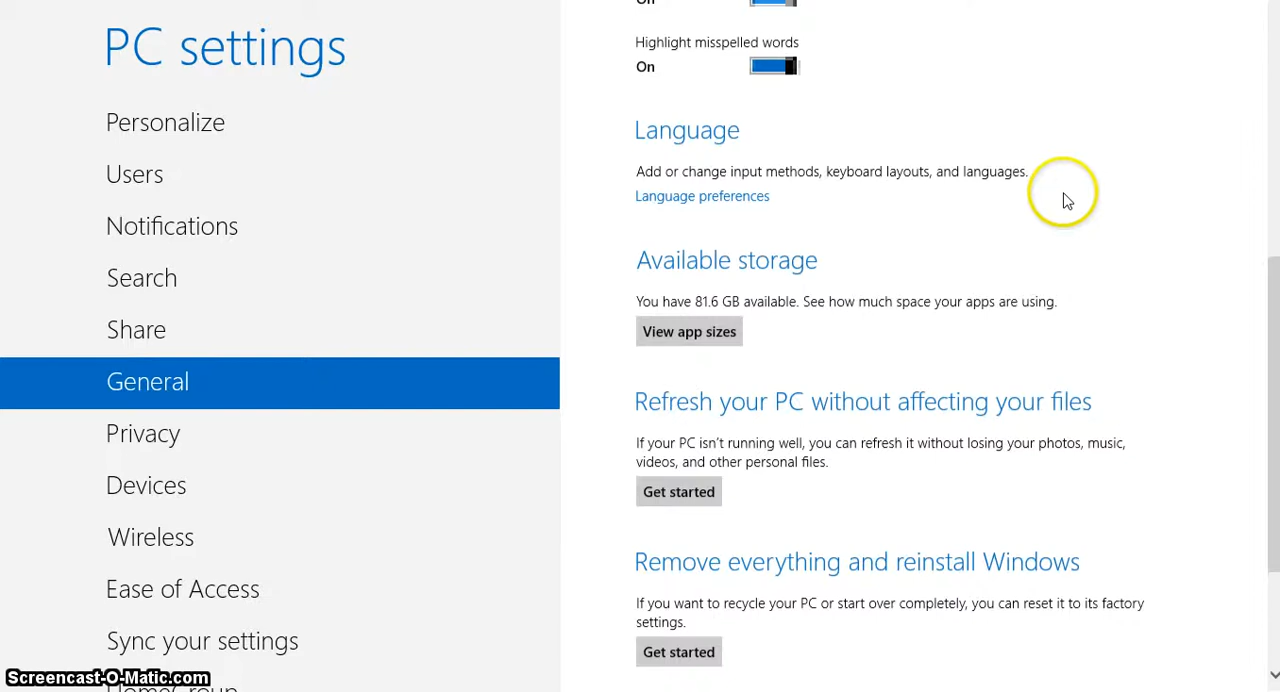 PC settings
Personalize
Users
Notifications
Search
Share
General
Privacy
Devices
Wireless
Ease of Access
Sync your settings
HomeGroup
On
Highlight misspelled words
On
Language
Add or change input methods, keyboard layouts, and languages.
Language preferences
Available storage
You have 81.6 GB available. See how much space your apps are using.
View app sizes
Refresh your PC without affecting your files
If your PC isn't running well, you can refresh it without losing your photos, music,
videos, and other personal files.
Get started
Remove everything and reinstall Windows
If you want to recycle your PC or start over completely, you can reset it to its factory
settings.
Get started
Screencast-O-Matic.com